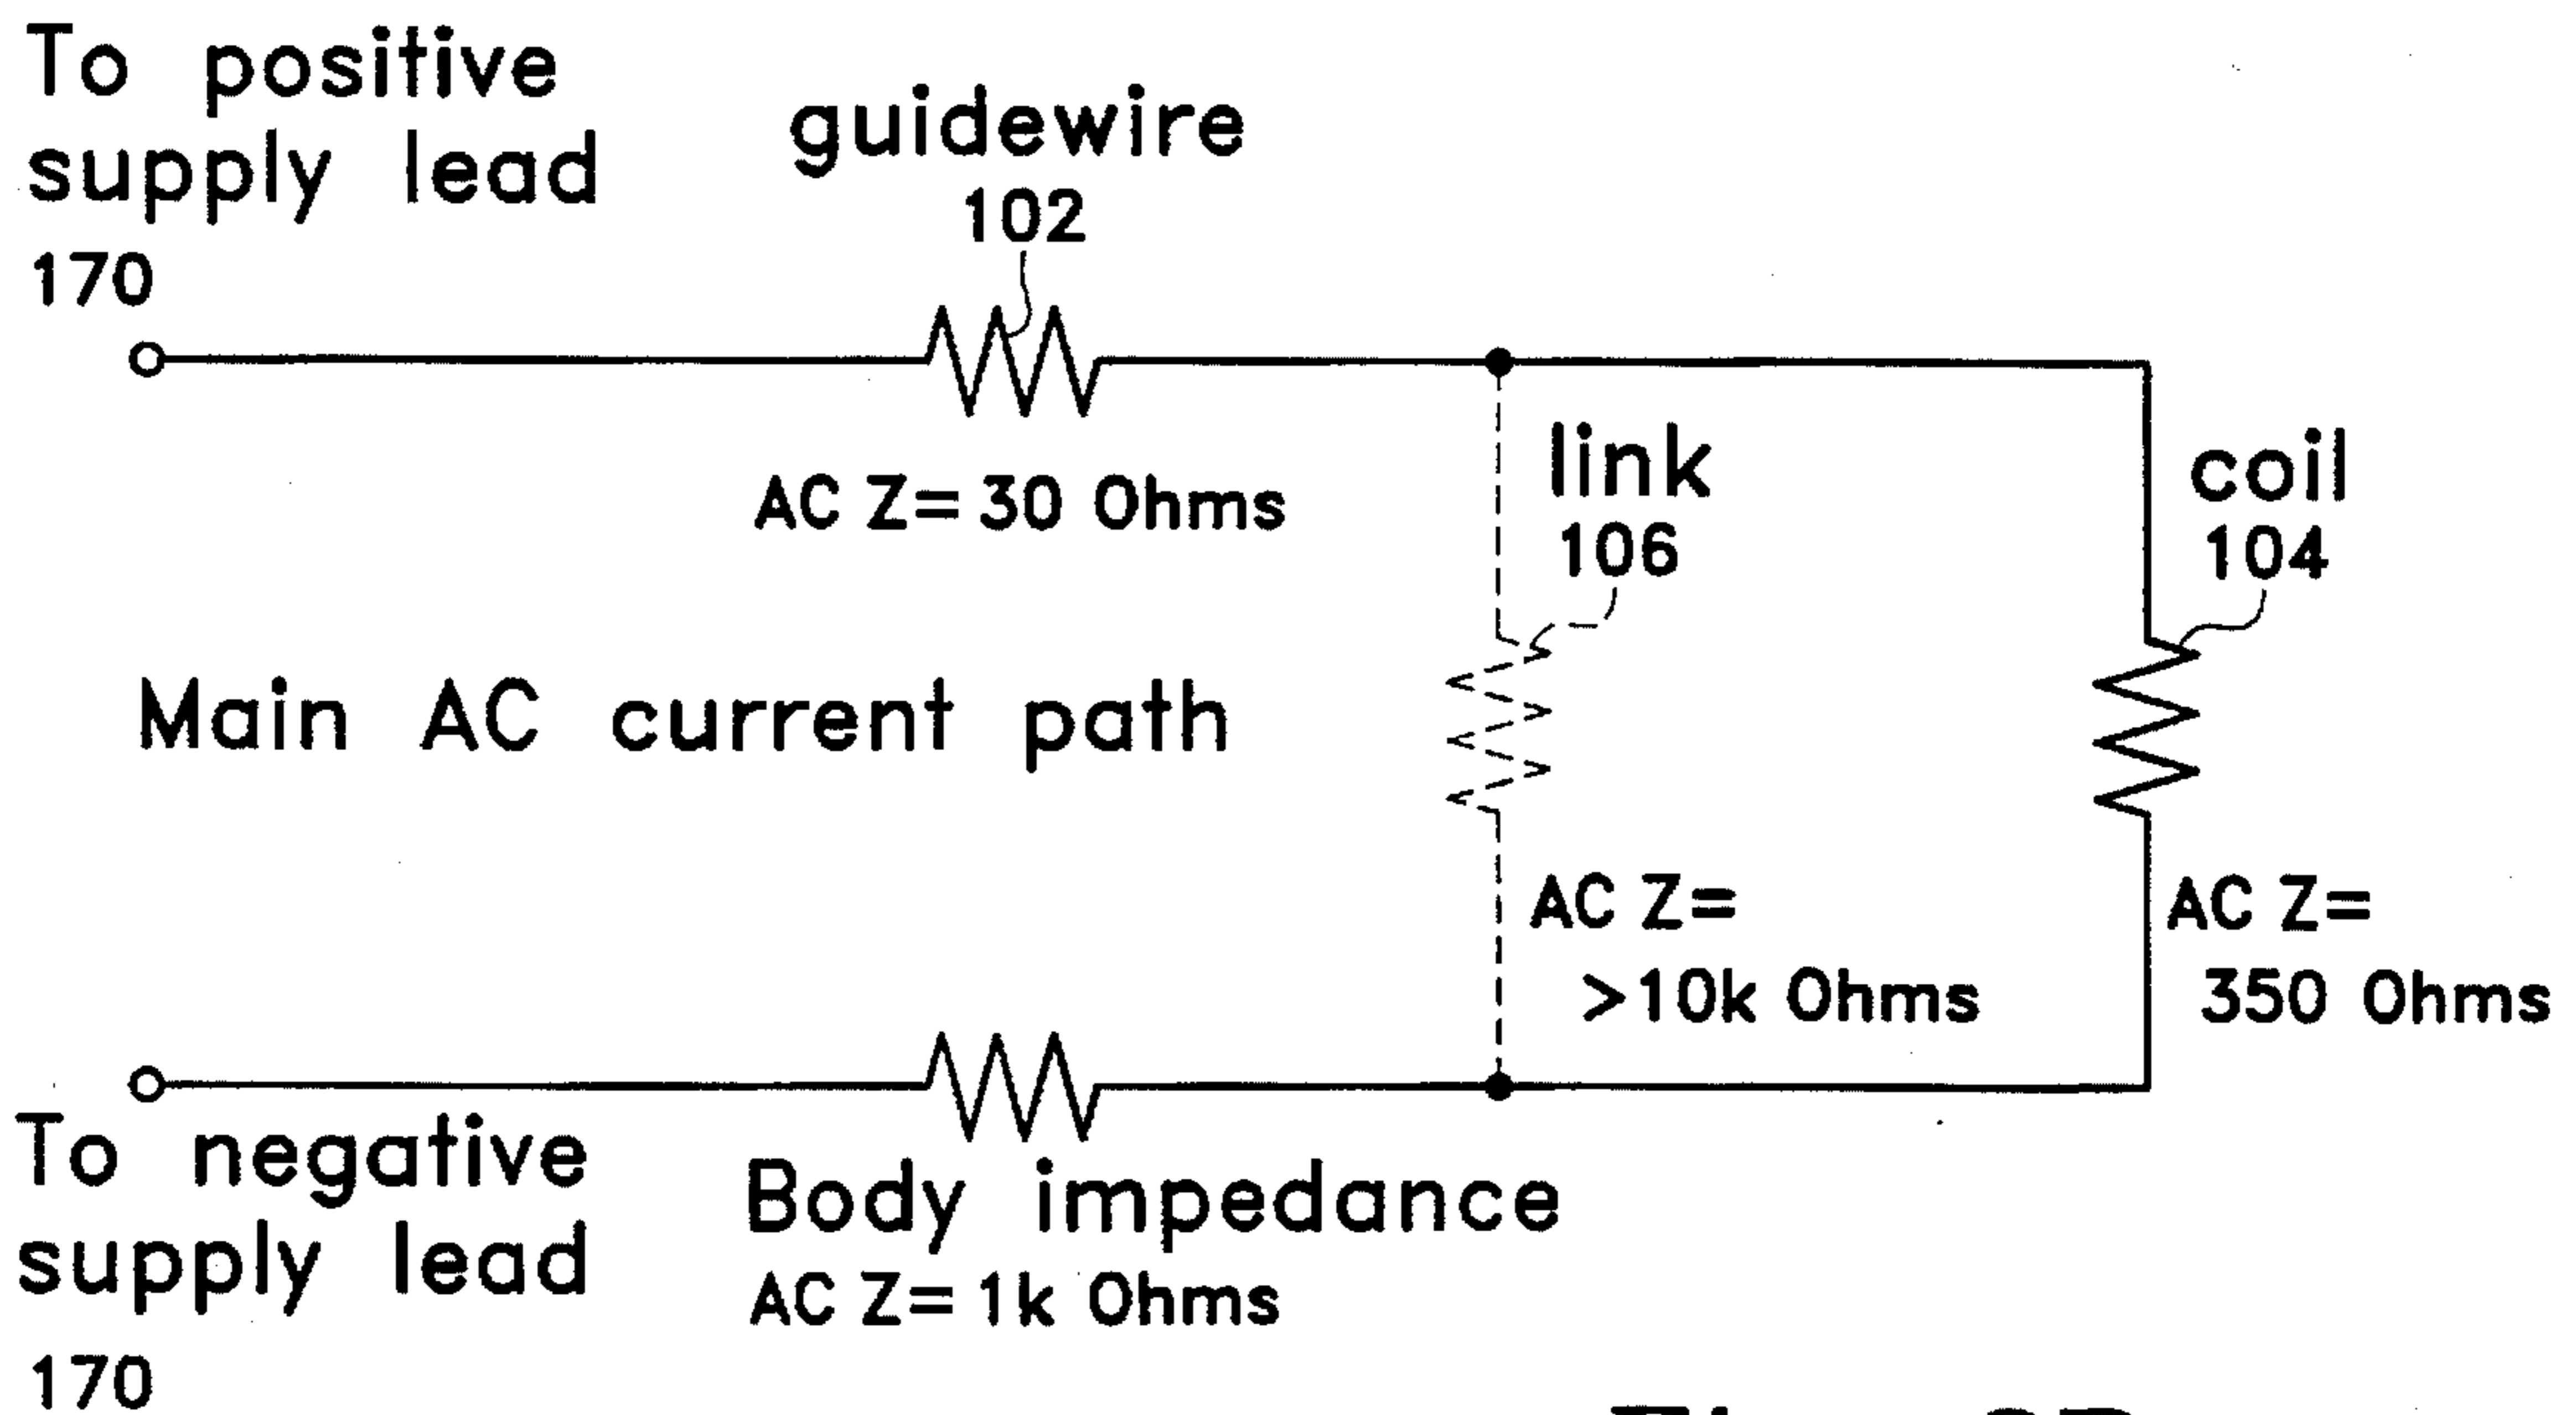 To positive
supply lead
170
guidewire
102
AC Z= 30 Ohms
link
106
coil
104
Main AC current path
AC Z=
>10k Ohms
AC Z=
350 Ohms
To negative
supply lead
170
Body impedance
AC Z= 1k Ohms